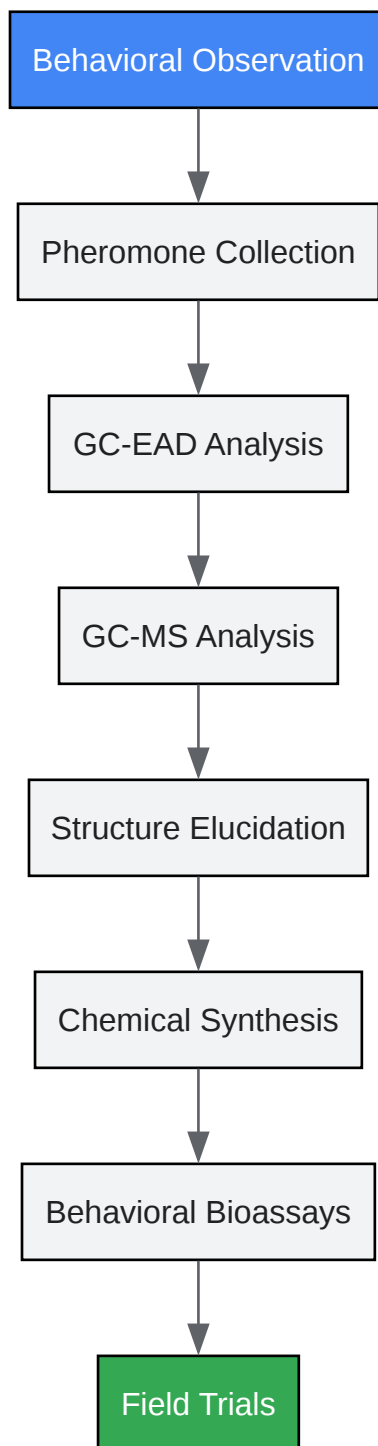 Behavioral Observation
Pheromone Collection
GC-EAD Analysis
GC-MS Analysis
Structure Elucidation
Chemical Synthesis
Behavioral Bioassays
Field Trials